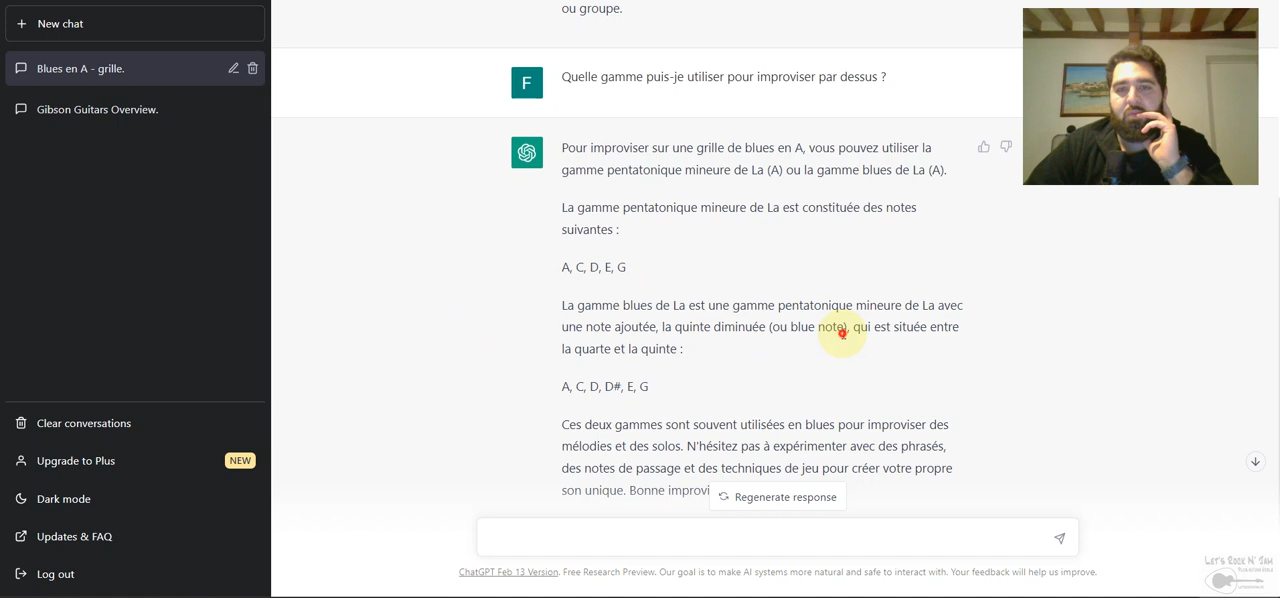 New chat
Blues en A - grille.
Gibson Guitars Overview.
Clear conversations
Upgrade to Plus
NEW
Dark mode
Updates & FAQ
Log out
ou groupe.
F
Quelle gamme puis-je utiliser pour improviser par dessus ?
Pour improviser sur une grille de blues en A, vous pouvez utiliser la
gamme pentatonique mineure de La (A) ou la gamme blues de La (A).
La gamme pentatonique mineure de La est constituée des notes
suivantes :
A, C, D, E, G
La gamme blues de La est une gamme pentatonique mineure de La avec
une note ajoutée, la quinte diminuée (ou blue note), qui est située entre
la quarte et la quinte :
A, C, D, D#, E, G
Ces deux gammes sont souvent utilisées en blues pour improviser des
mélodies et des solos. N'hésitez pas à expérimenter avec des phrasés,
des notes de passage et des techniques de jeu pour créer votre propre
son unique. Bonne improvi
Regenerate response
ChatGPT Feb 13 Version. Free Research Preview. Our goal is to make AI systems more natural and safe to interact with. Your feedback will help us improve.
Let's Rock N' Jam